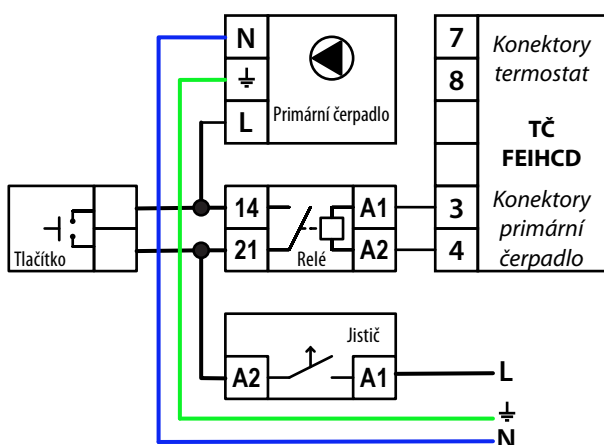 N
L
Primární čerpadlo
7
8
Konektory
termostat
TČ
FEIHCD
3
4
Konektory
primární
čerpadlo
Tlačítko
14
21
A1
A2
Relé
Jistič
A2
A1
L
N